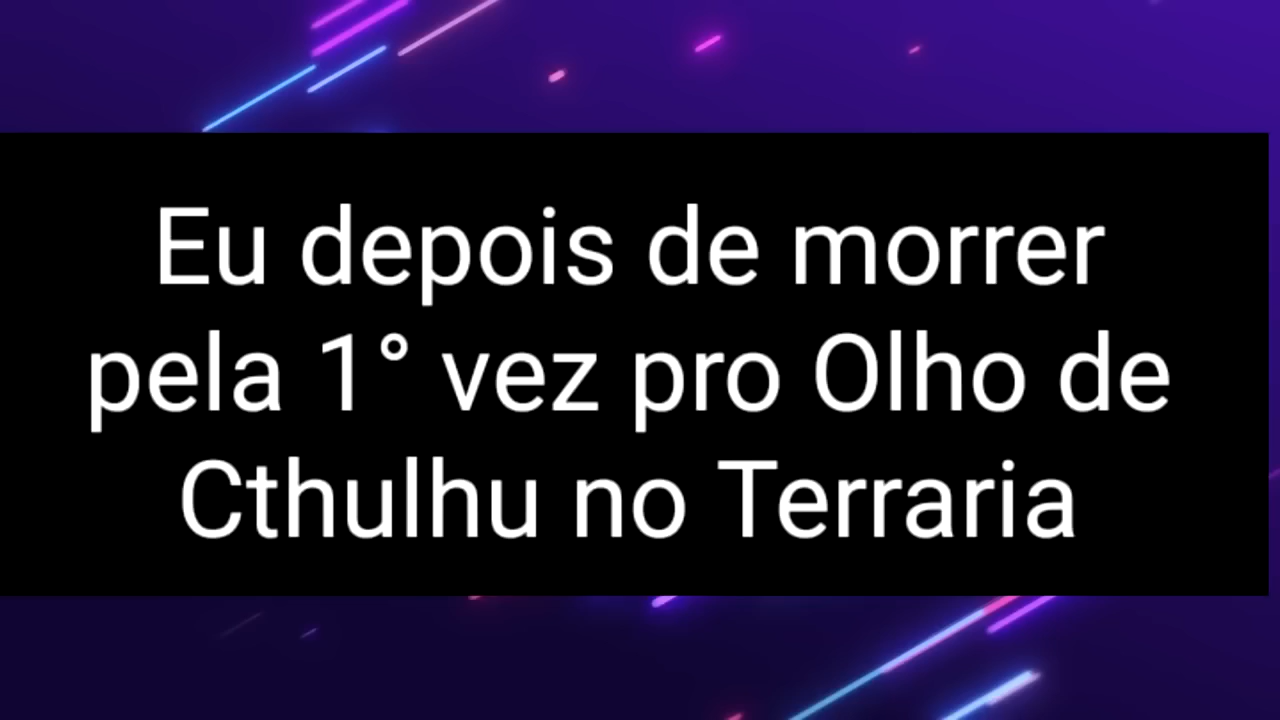 Eu depois de morrer
pela 1° vez pro Olho de
Cthulhu no Terraria